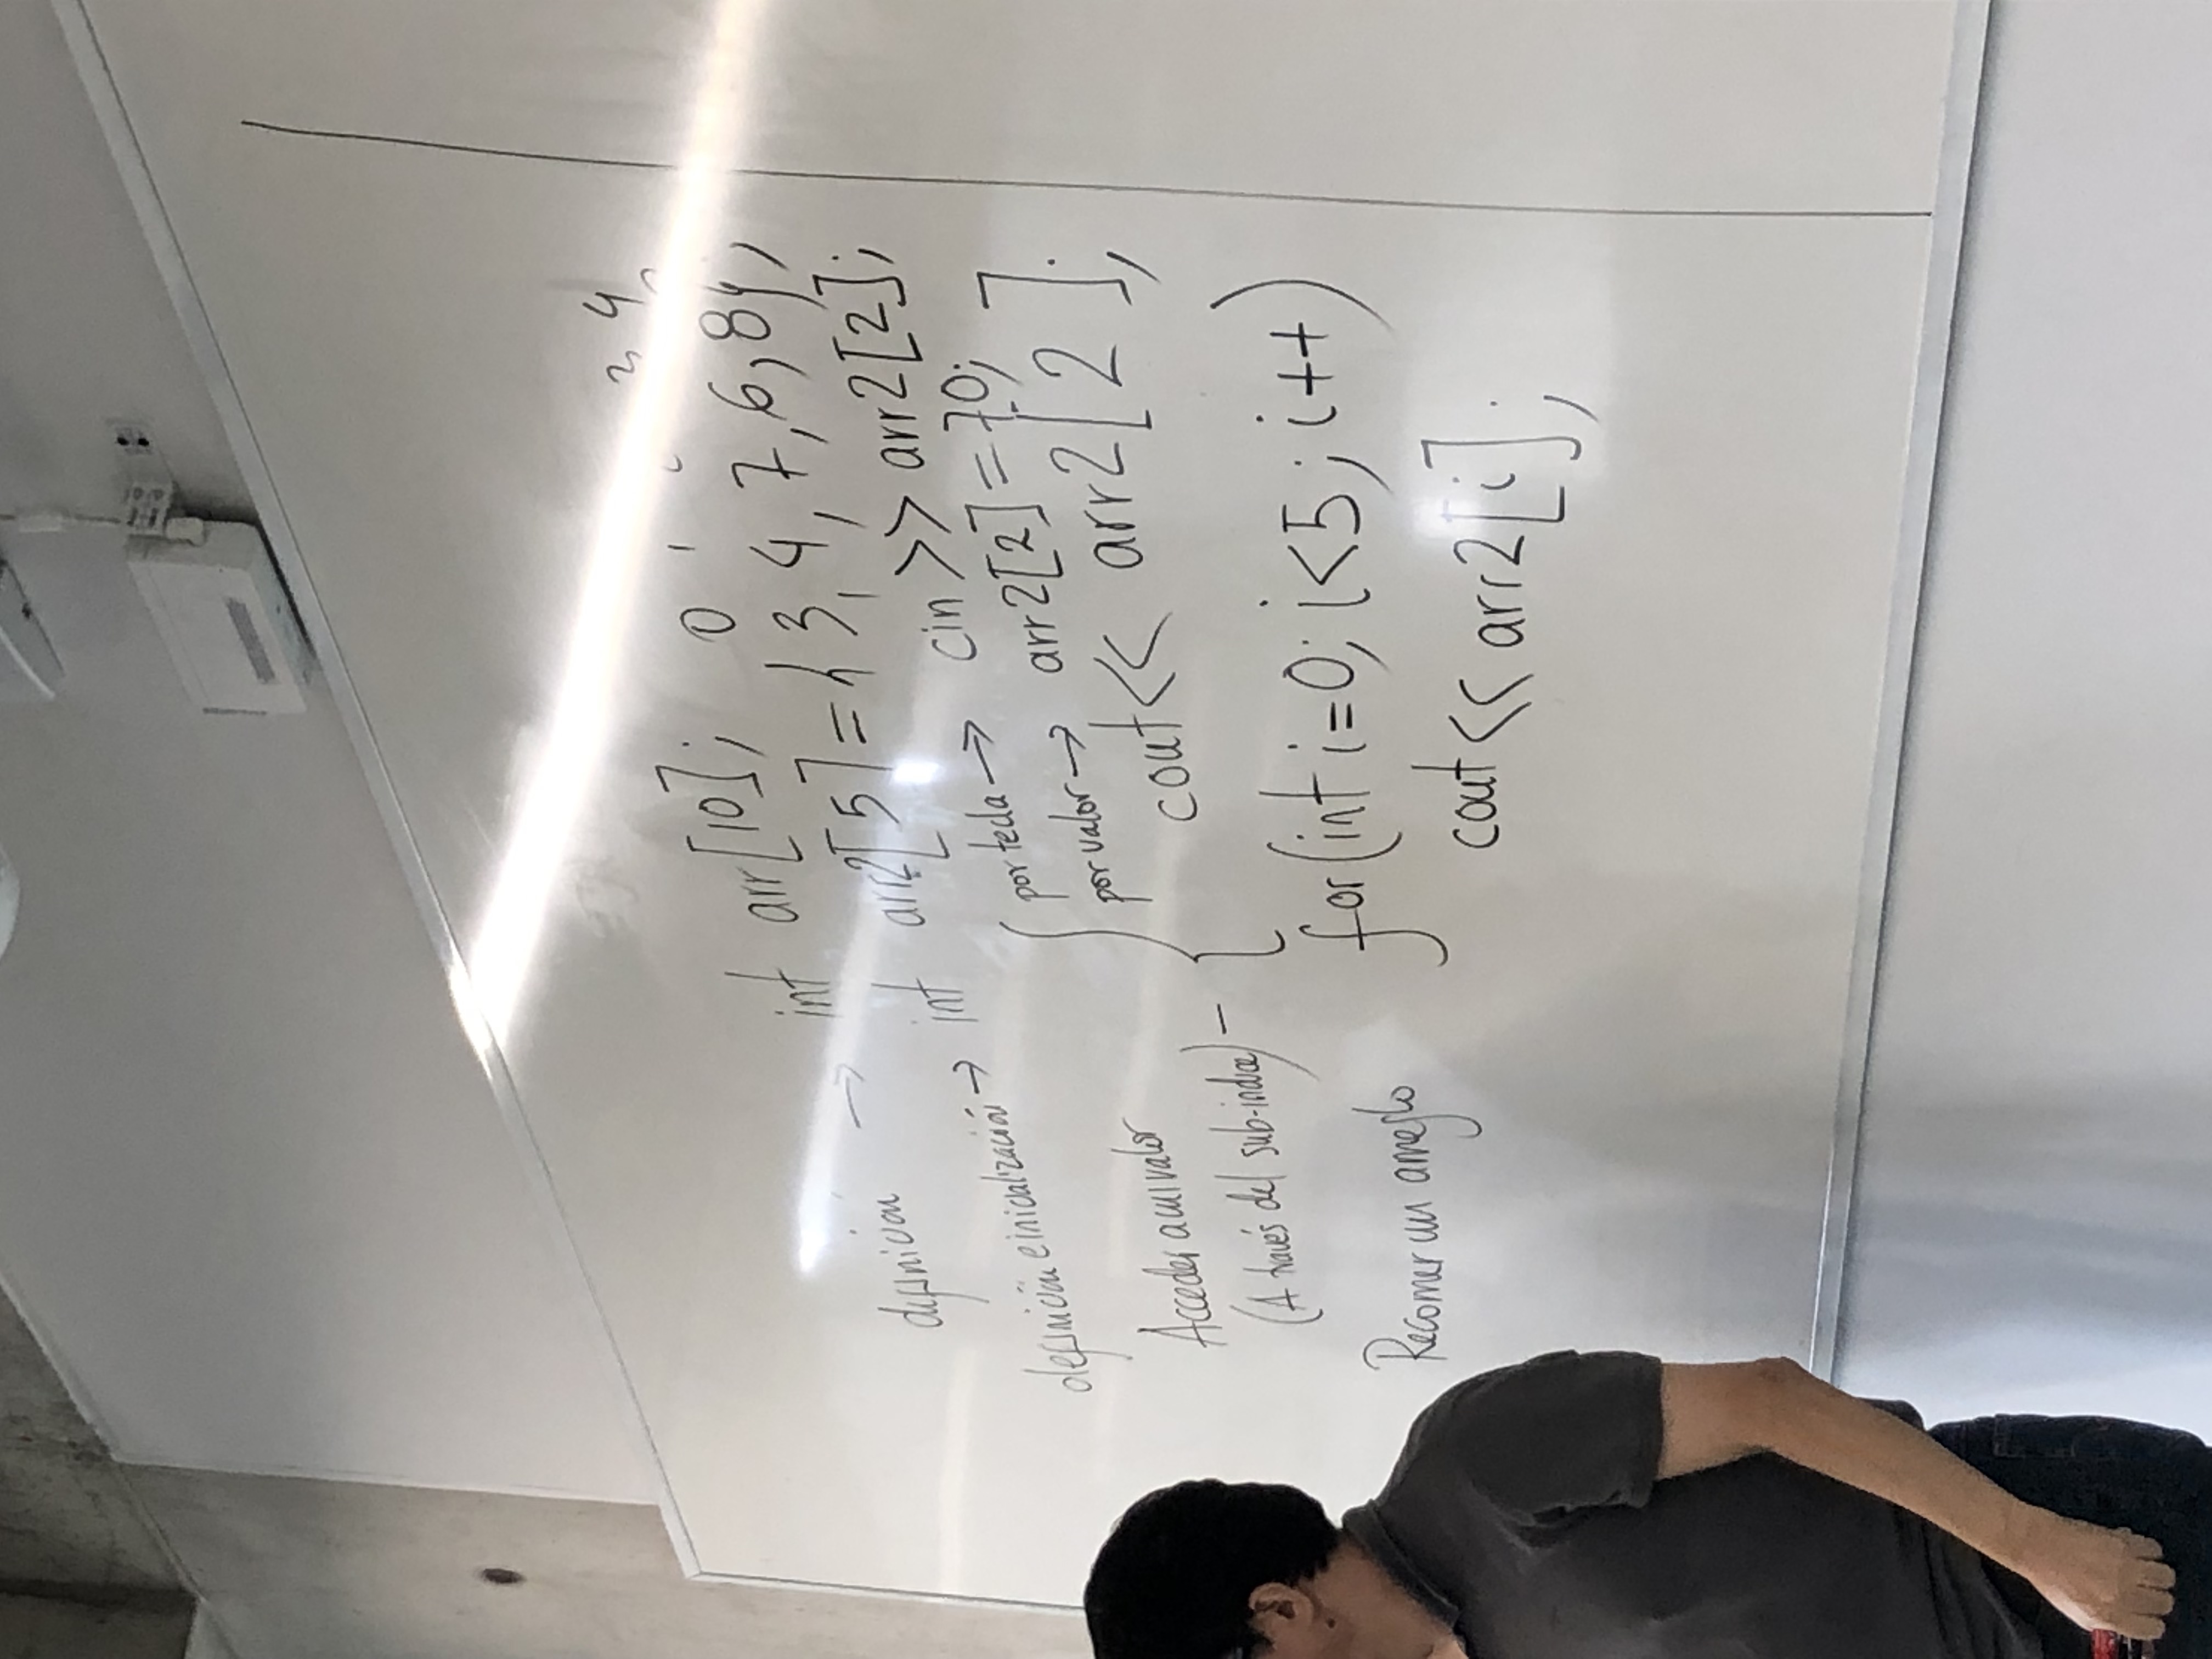 definición → int arr[10];
0 1 2 3 4
definición e inicialización → int arr2[5]={3,4,7,6,8};
Acceder a un valor
(A través del sub-indice) -
por tecla → cin >> arr2[2];
por valor → arr2[2]=70;
cout<< arr2[2];
Recorrer un arreglo
for(int i=0; i<5; i++)
cout<< arr2[i];